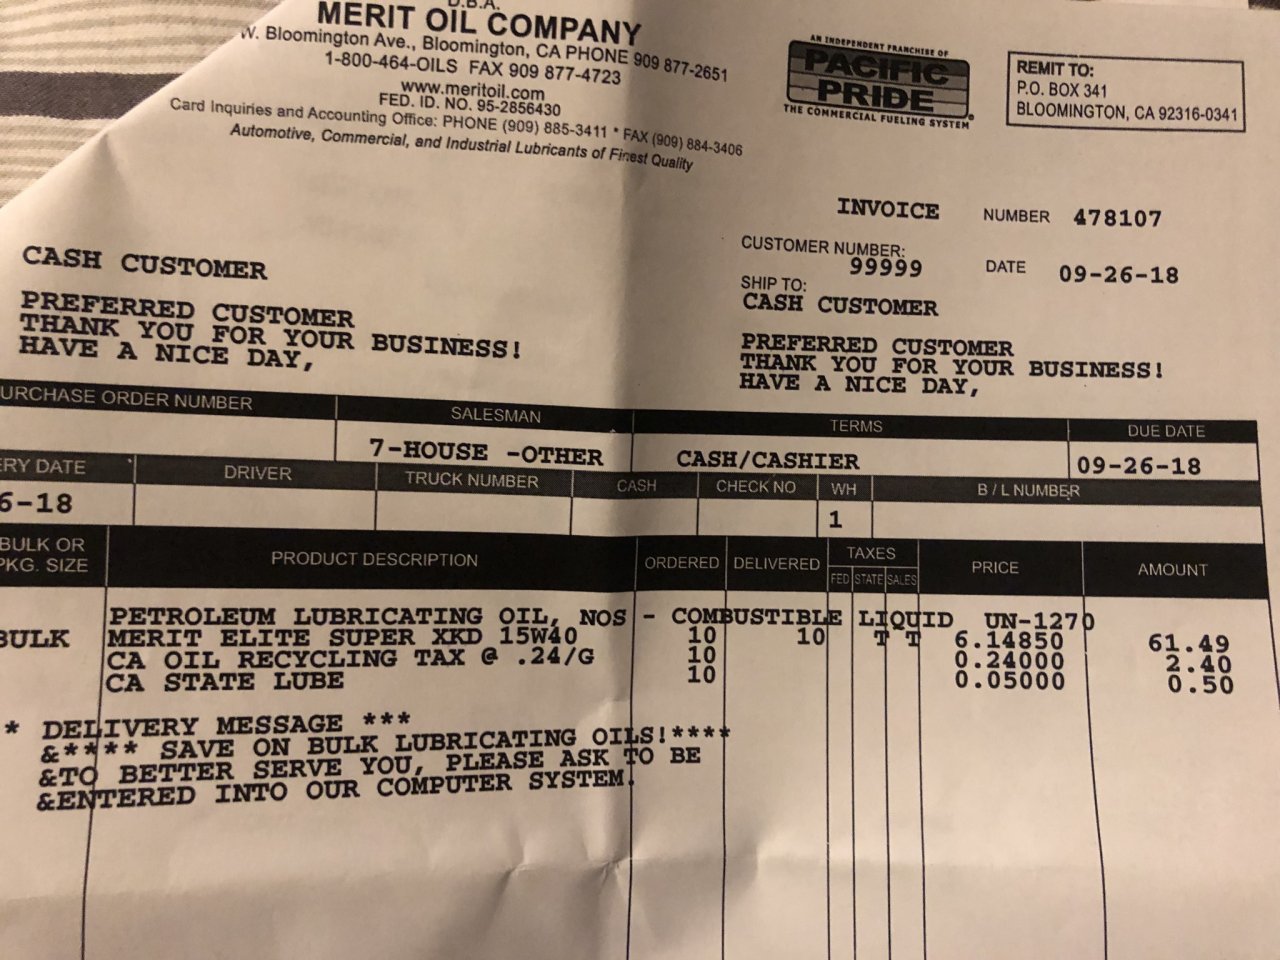 D.B.A.
MERIT OIL COMPANY
W. Bloomington Ave., Bloomington, CA PHONE 909 877-2651
1-800-464-OILS FAX 909 877-4723
www.meritoil.com
FED. ID. NO. 95-2856430
Card Inquiries and Accounting Office: PHONE (909) 885-3411 * FAX (909) 884-3406
Automotive, Commercial, and Industrial Lubricants of Finest Quality
AN INDEPENDENT FRANCHISE OF
PACIFIC
PRIDE
THE COMMERCIAL FUELING SYSTEM®
REMIT TO:
P.O. BOX 341
BLOOMINGTON, CA 92316-0341
INVOICE NUMBER 478107
CUSTOMER NUMBER:
99999 DATE 09-26-18
SHIP TO:
CASH CUSTOMER
PREFERRED CUSTOMER
THANK YOU FOR YOUR BUSINESS!
HAVE A NICE DAY,
CASH CUSTOMER
PREFERRED CUSTOMER
THANK YOU FOR YOUR BUSINESS!
HAVE A NICE DAY,
URCHASE ORDER NUMBER SALESMAN TERMS DUE DATE
7-HOUSE -OTHER CASH/CASHIER 09-26-18
ERY DATE DRIVER TRUCK NUMBER CASH CHECK NO WH B / L NUMBER
6-18 1
BULK OR
PKG. SIZE PRODUCT DESCRIPTION ORDERED DELIVERED TAXES PRICE AMOUNT
FED STATE SALES
PETROLEUM LUBRICATING OIL, NOS - COMBUSTIBLE LIQUID UN-1270
BULK MERIT ELITE SUPER XKD 15W40 10 10 T T 6.14850 61.49
CA OIL RECYCLING TAX @ .24/G 10 0.24000 2.40
CA STATE LUBE 10 0.05000 0.50
* DELIVERY MESSAGE ***
&**** SAVE ON BULK LUBRICATING OILS!****
&TO BETTER SERVE YOU, PLEASE ASK TO BE
&ENTERED INTO OUR COMPUTER SYSTEM.